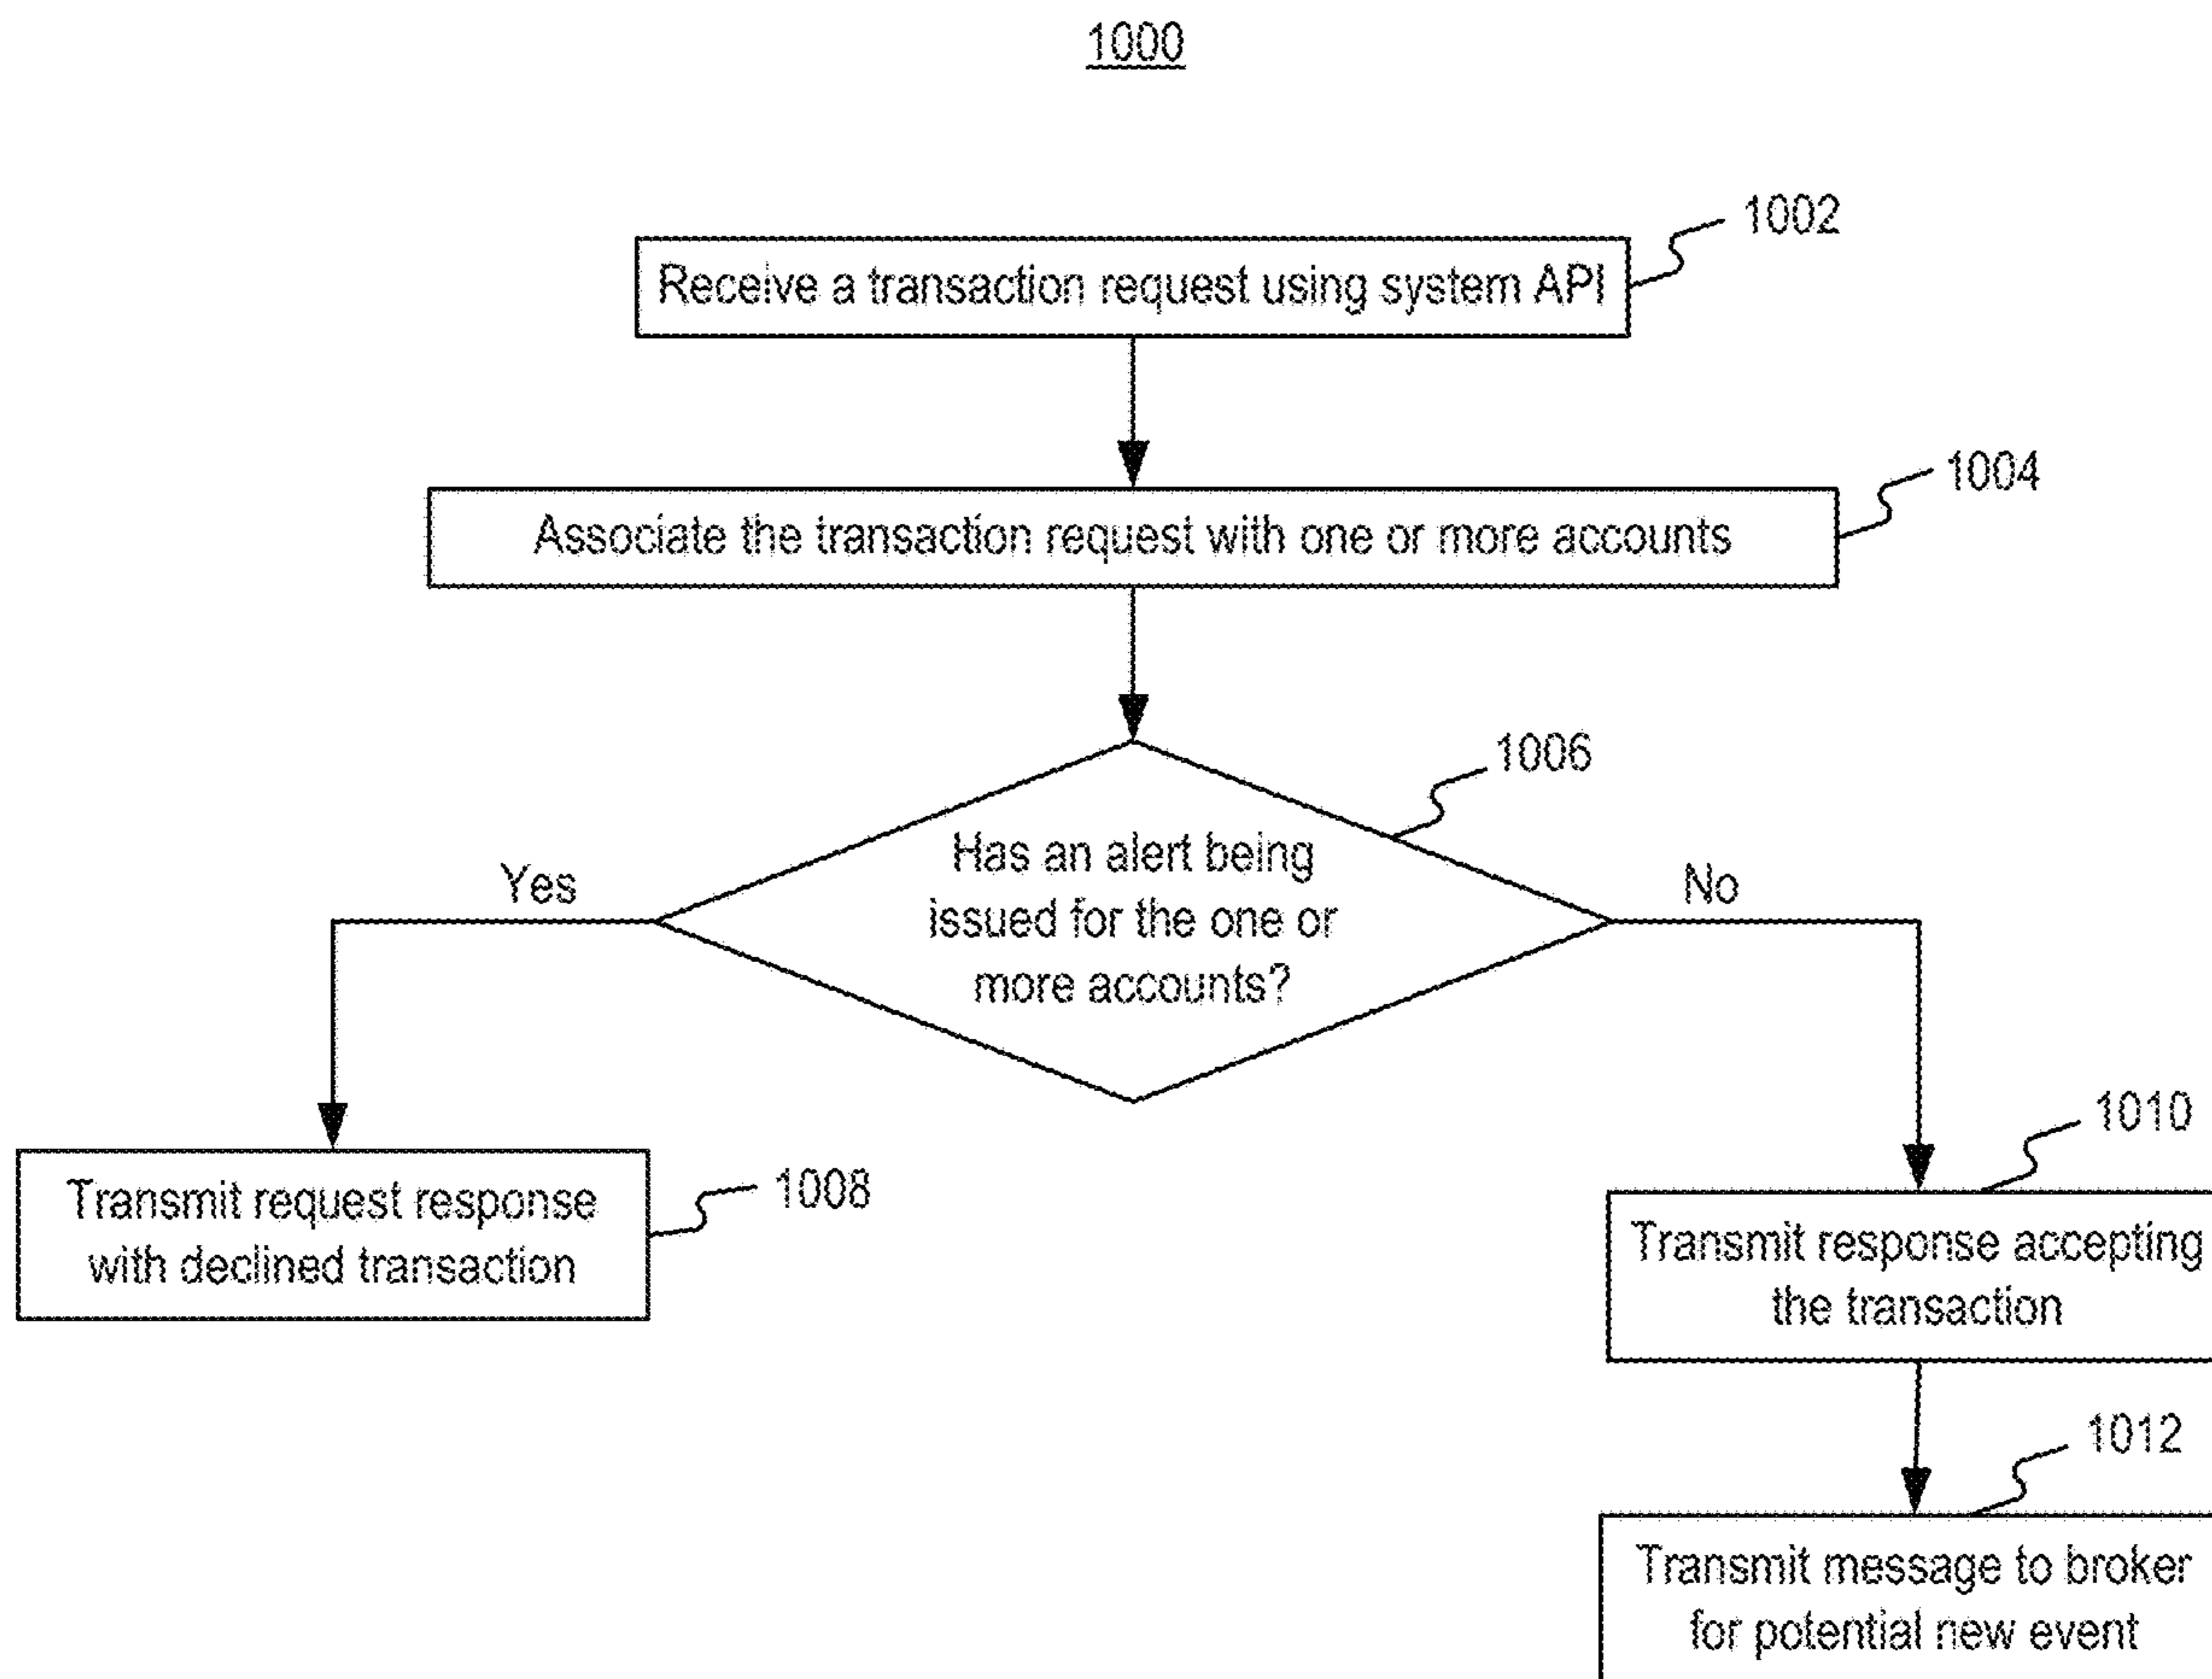 1000
1002
Receive a transaction request using system API
1004
Associate the transaction request with one or more accounts
1006
Has an alert being
issued for the one or
more accounts?
Yes
No
1008
Transmit request response
with declined transaction
1010
Transmit response accepting
the transaction
1012
Transmit message to broker
for potential new event